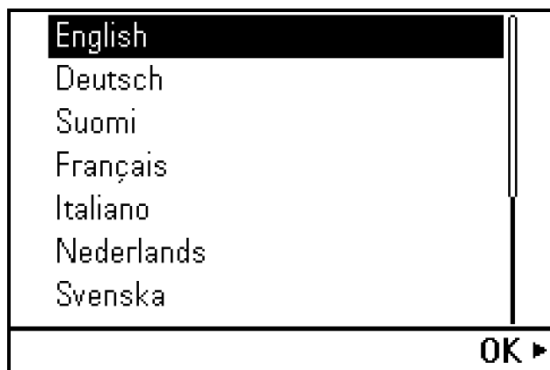 English
Deutsch
Suomi
Français
Italiano
Nederlands
Svenska
OK ▸